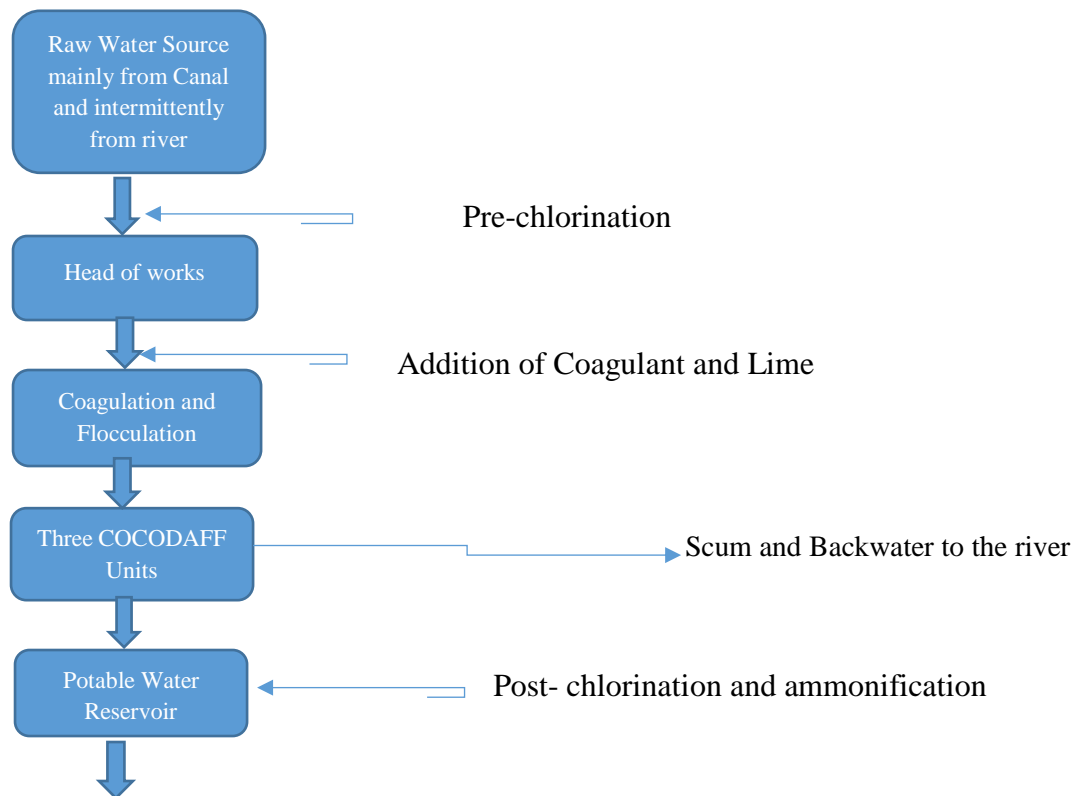 Raw Water Source
mainly from Canal
and intermittently
from river
Pre-chlorination
Head of works
Addition of Coagulant and Lime
Coagulation and
Flocculation
Three COCODAFF
Units
Scum and Backwater to the river
Potable Water
Reservoir
Post- chlorination and ammonification